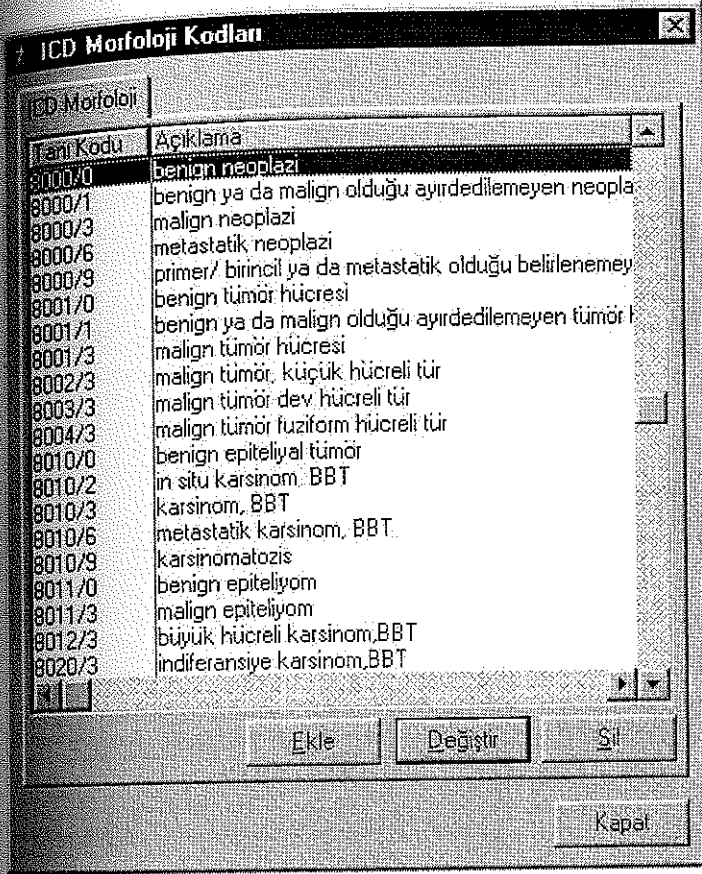 ICD Morfoloji Kodları
ICD Morfoloji
Tanı Kodu Açıklama
8000/0 benign neoplazi
8000/1 benign ya da malign olduğu ayırdedilemeyen neopla
8000/3 malign neoplazi
8000/6 metastatik neoplazi
8000/9 primer/ birincil ya da metastatik olduğu belirlenemey
8001/0 benign tümör hücresi
8001/1 benign ya da malign olduğu ayırdedilemeyen tümör h
8001/3 malign tümör hücresi
8002/3 malign tümör, küçük hücreli tür
8003/3 malign tümör dev hücreli tür
8004/3 malign tümör fuziform hücreli tür
8010/0 benign epiteliyal tümör
8010/2 in situ karsinom, BBT
8010/3 karsinom, BBT
8010/6 metastatik karsinom, BBT
8010/9 karsinomatozis
8011/0 benign epiteliyom
8011/3 malign epiteliyom
8012/3 büyük hücreli karsinom,BBT
8020/3 indiferansiye karsinom,BBT
Ekle Değiştir Sil
Kapat